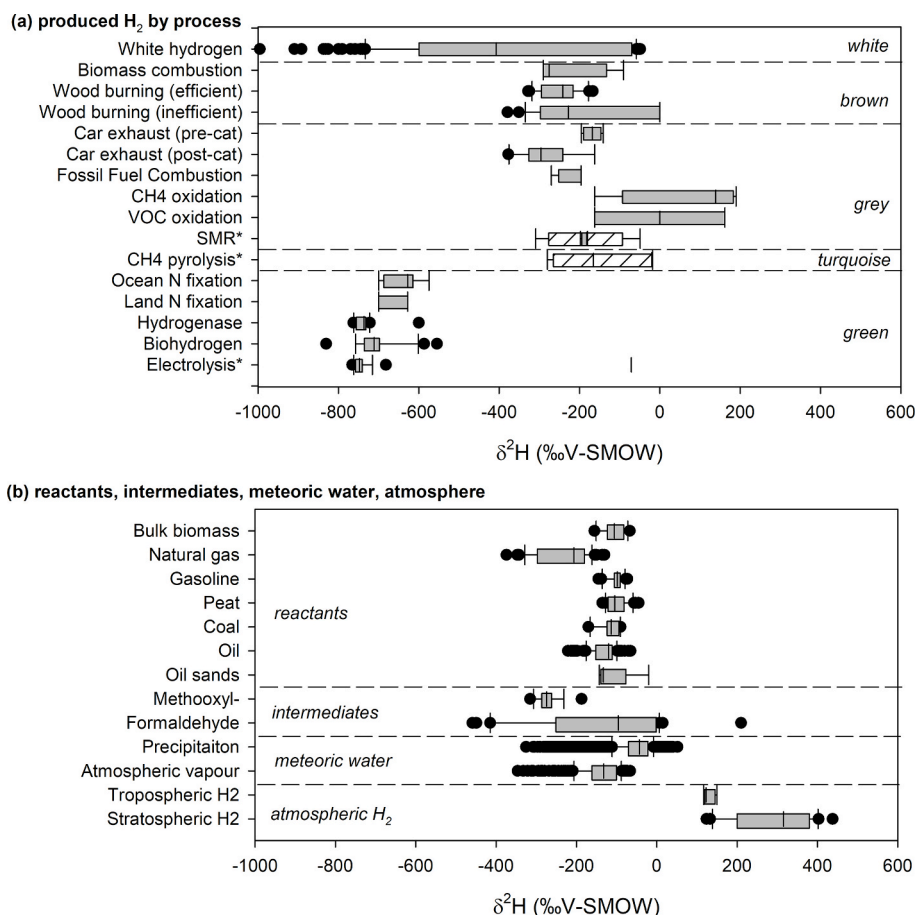 (a) produced H₂ by process
White hydrogen
white
Biomass combustion
Wood burning (efficient)
brown
Wood burning (inefficient)
Car exhaust (pre-cat)
Car exhaust (post-cat)
Fossil Fuel Combustion
CH4 oxidation
grey
VOC oxidation
SMR*
CH4 pyrolysis*
turquoise
Ocean N fixation
Land N fixation
Hydrogenase
green
Biohydrogen
Electrolysis*
-1000 -800 -600 -400 -200 0 200 400 600
δ²H (‰V-SMOW)
(b) reactants, intermediates, meteoric water, atmosphere
Bulk biomass
Natural gas
Gasoline
Peat
reactants
Coal
Oil
Oil sands
Methooxyl-
intermediates
Formaldehyde
Precipitaiton
meteoric water
Atmospheric vapour
Tropospheric H2
atmospheric H₂
Stratospheric H2
-1000 -800 -600 -400 -200 0 200 400 600
δ²H (‰V-SMOW)